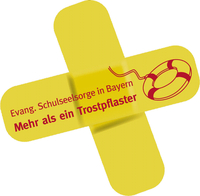 Evang. Schulseelsorge in Bayern
Mehr als ein Trostpflaster